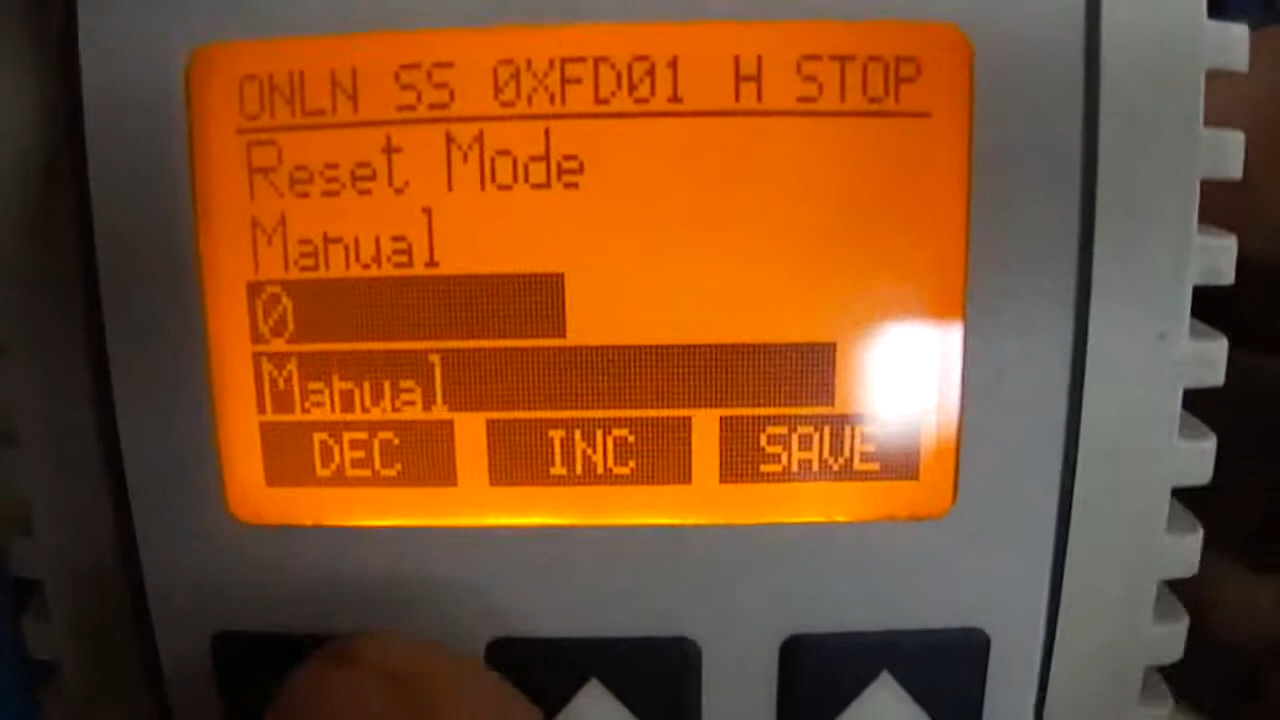 ONLN SS 0XFD01 H STOP
Reset Mode
Manual
0
Manual
DEC INC SAVE